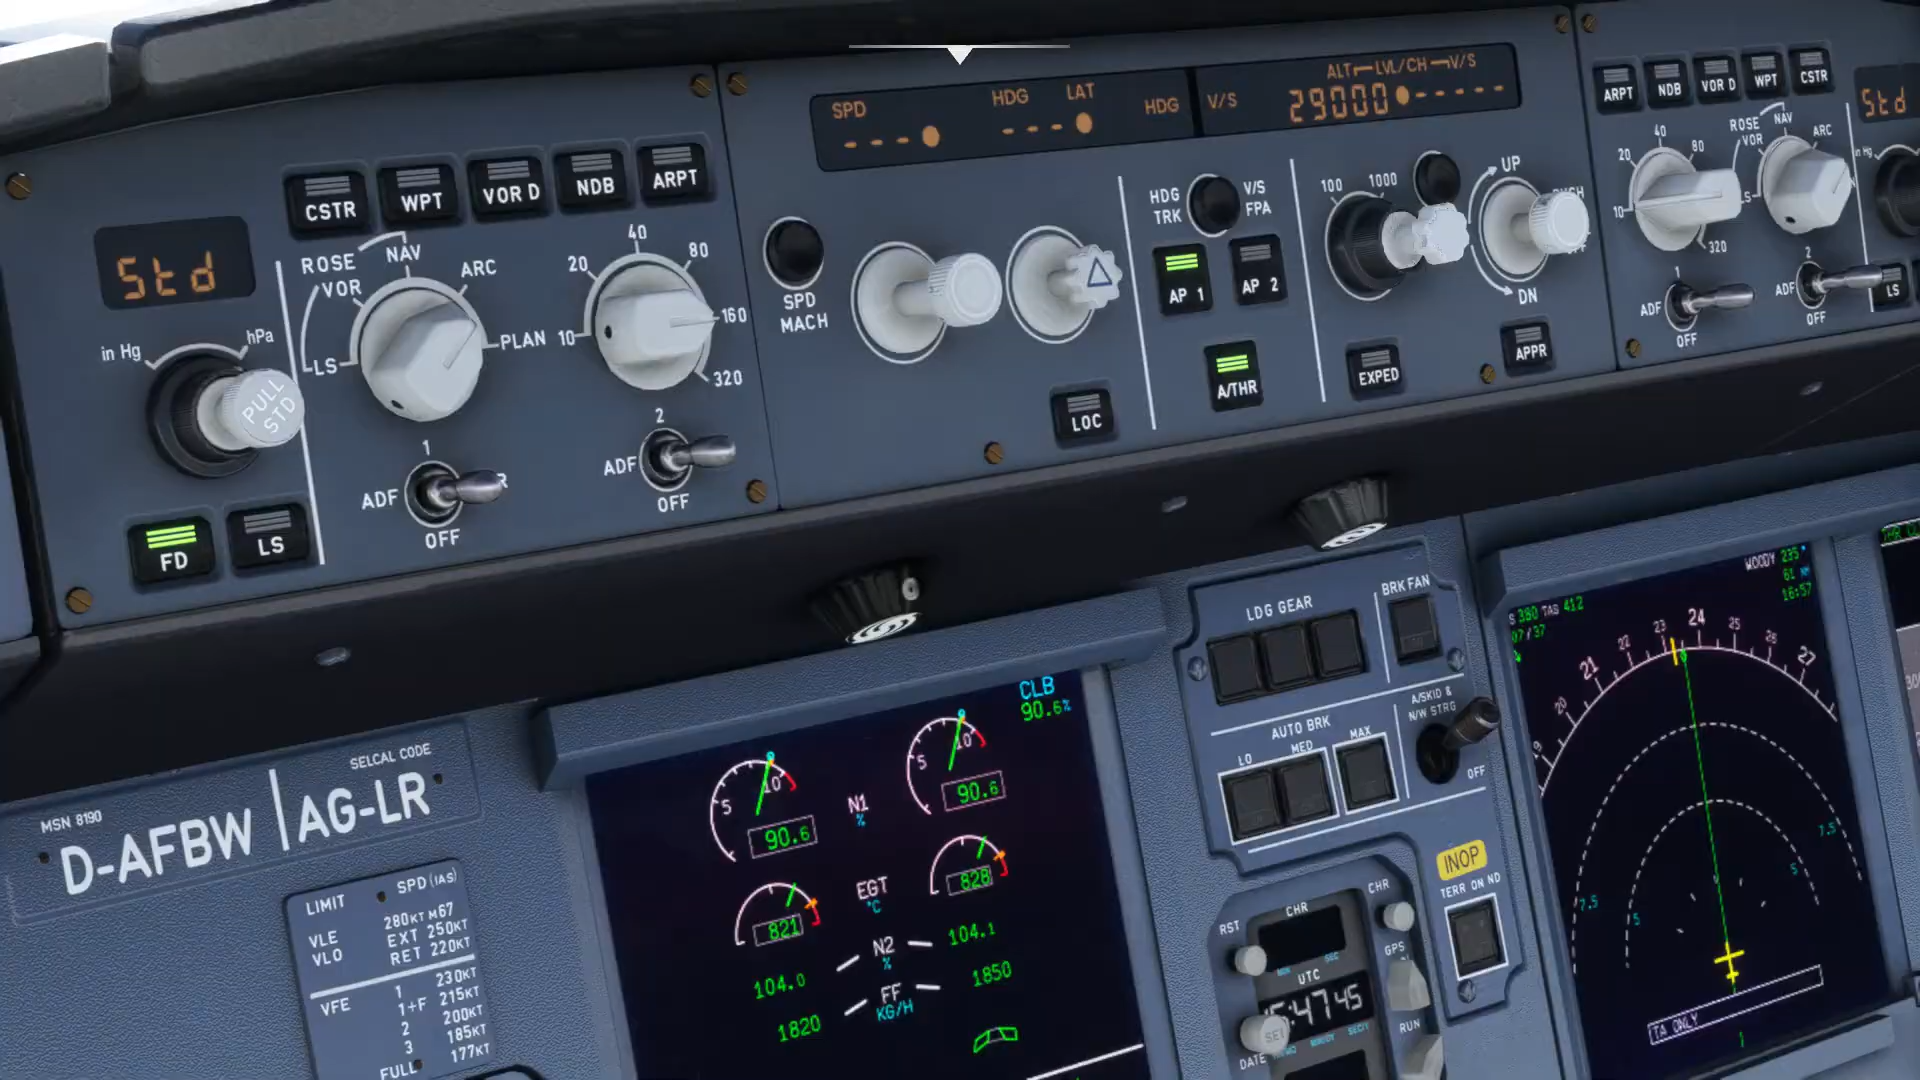 SPD
HDG
LAT
HDG
V/S
ALT
LVL/CH
V/S
29000
Std
CSTR
WPT
VOR D
NDB
ARPT
Std
in Hg
hPa
PULL
STD
ROSE
VOR
LS
NAV
ARC
PLAN
10
20
40
80
160
320
1
ADF
OFF
2
ADF
OFF
FD
LS
SPD
MACH
LOC
HDG
TRK
V/S
FPA
AP 1
AP 2
A/THR
100
1000
UP
DN
EXPED
APPR
ARPT
NDB
VOR D
WPT
CSTR
10
20
40
80
320
ROSE
VOR
LS
NAV
ARC
in Hg
1
ADF
OFF
2
ADF
OFF
LS
MSN 8190
D-AFBW
SELCAL CODE
AG-LR
LIMIT SPD (IAS)
VLE 280KT M67
VLO EXT 250KT
RET 220KT
VFE 1 230KT
1+F 215KT
2 200KT
3 185KT
FULL 177KT
CLB
90.6%
5
10
90.6
N1
%
5
10
90.6
821
EGT
°C
828
104.0
N2
%
104.1
1820
FF
KG/H
1850
LDG GEAR
BRK FAN
AUTO BRK
LO
MED
MAX
A/SKID &
N/W STRG
OFF
INOP
TERR ON ND
RST
CHR
CHR
UTC
GPS
RUN
SET
DATE
WOODY 235°
61 NM
16:57
S 380 TAS 412
07/37
20
21
22
23
24
25
26
27
7.5
5
5
7.5
TA ONLY